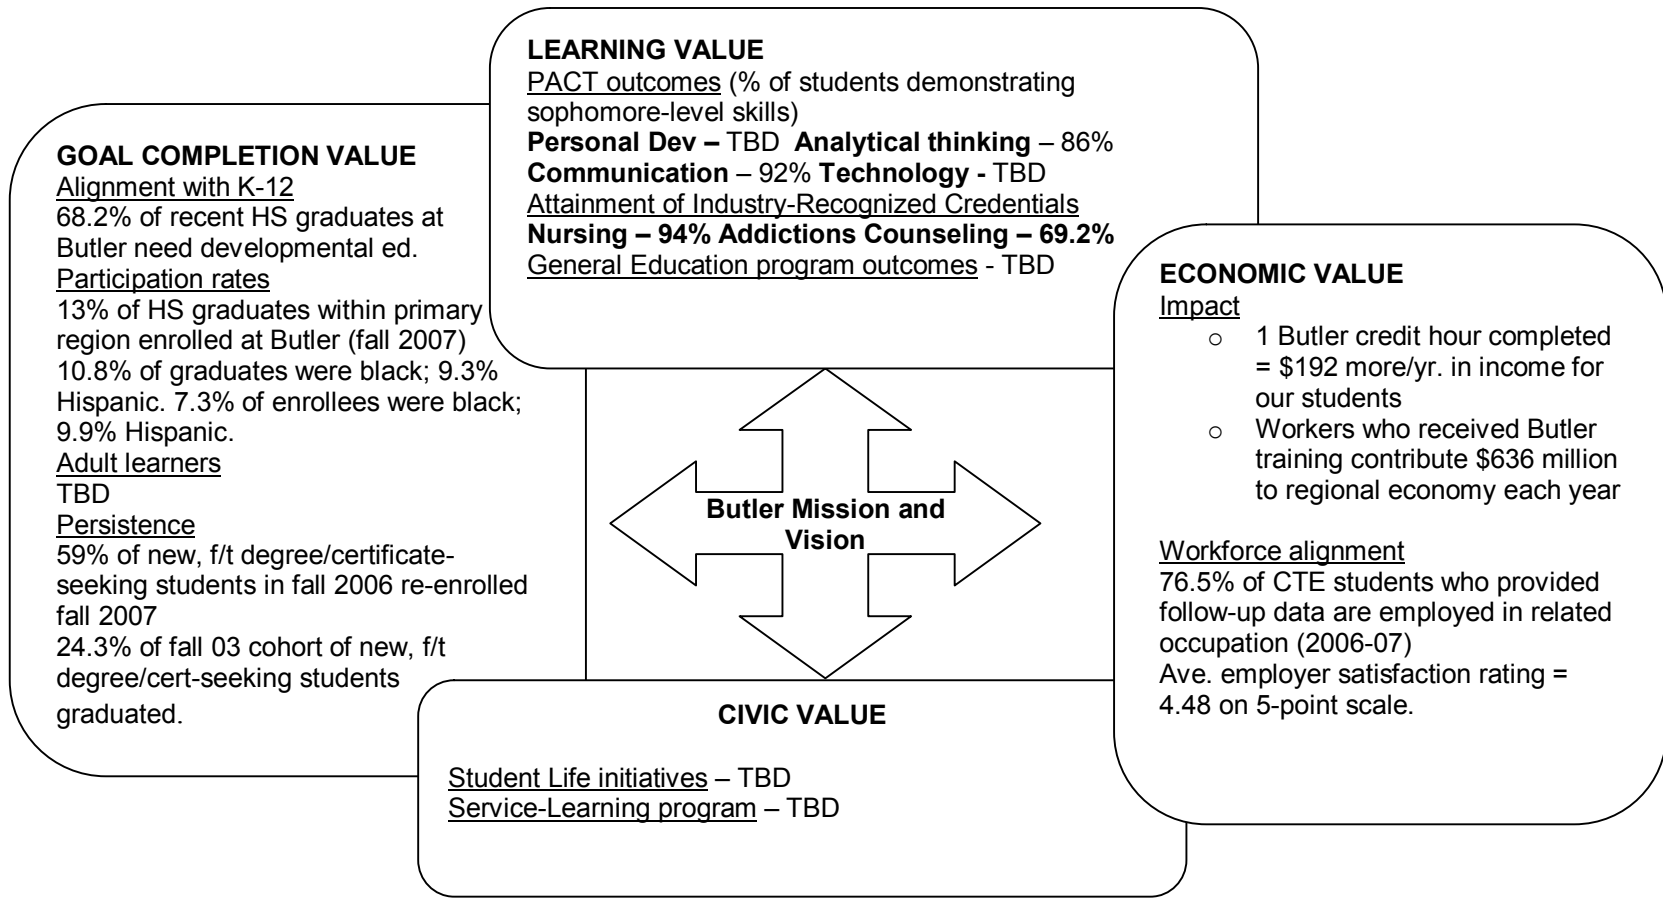 LEARNING VALUE
PACT outcomes (% of students demonstrating
sophomore-level skills)
Personal Dev – TBD  Analytical thinking – 86%
Communication – 92% Technology - TBD
Attainment of Industry-Recognized Credentials
Nursing – 94% Addictions Counseling – 69.2%
General Education program outcomes - TBD
GOAL COMPLETION VALUE
Alignment with K-12
68.2% of recent HS graduates at
Butler need developmental ed.
Participation rates
13% of HS graduates within primary
region enrolled at Butler (fall 2007)
10.8% of graduates were black; 9.3%
Hispanic. 7.3% of enrollees were black;
9.9% Hispanic.
Adult learners
TBD
Persistence
59% of new, f/t degree/certificate-
seeking students in fall 2006 re-enrolled
fall 2007
24.3% of fall 03 cohort of new, f/t
degree/cert-seeking students
graduated.
Butler Mission and
Vision
ECONOMIC VALUE
Impact
o 1 Butler credit hour completed
= $192 more/yr. in income for
our students
o Workers who received Butler
training contribute $636 million
to regional economy each year
Workforce alignment
76.5% of CTE students who provided
follow-up data are employed in related
occupation (2006-07)
Ave. employer satisfaction rating =
4.48 on 5-point scale.
CIVIC VALUE
Student Life initiatives – TBD
Service-Learning program – TBD